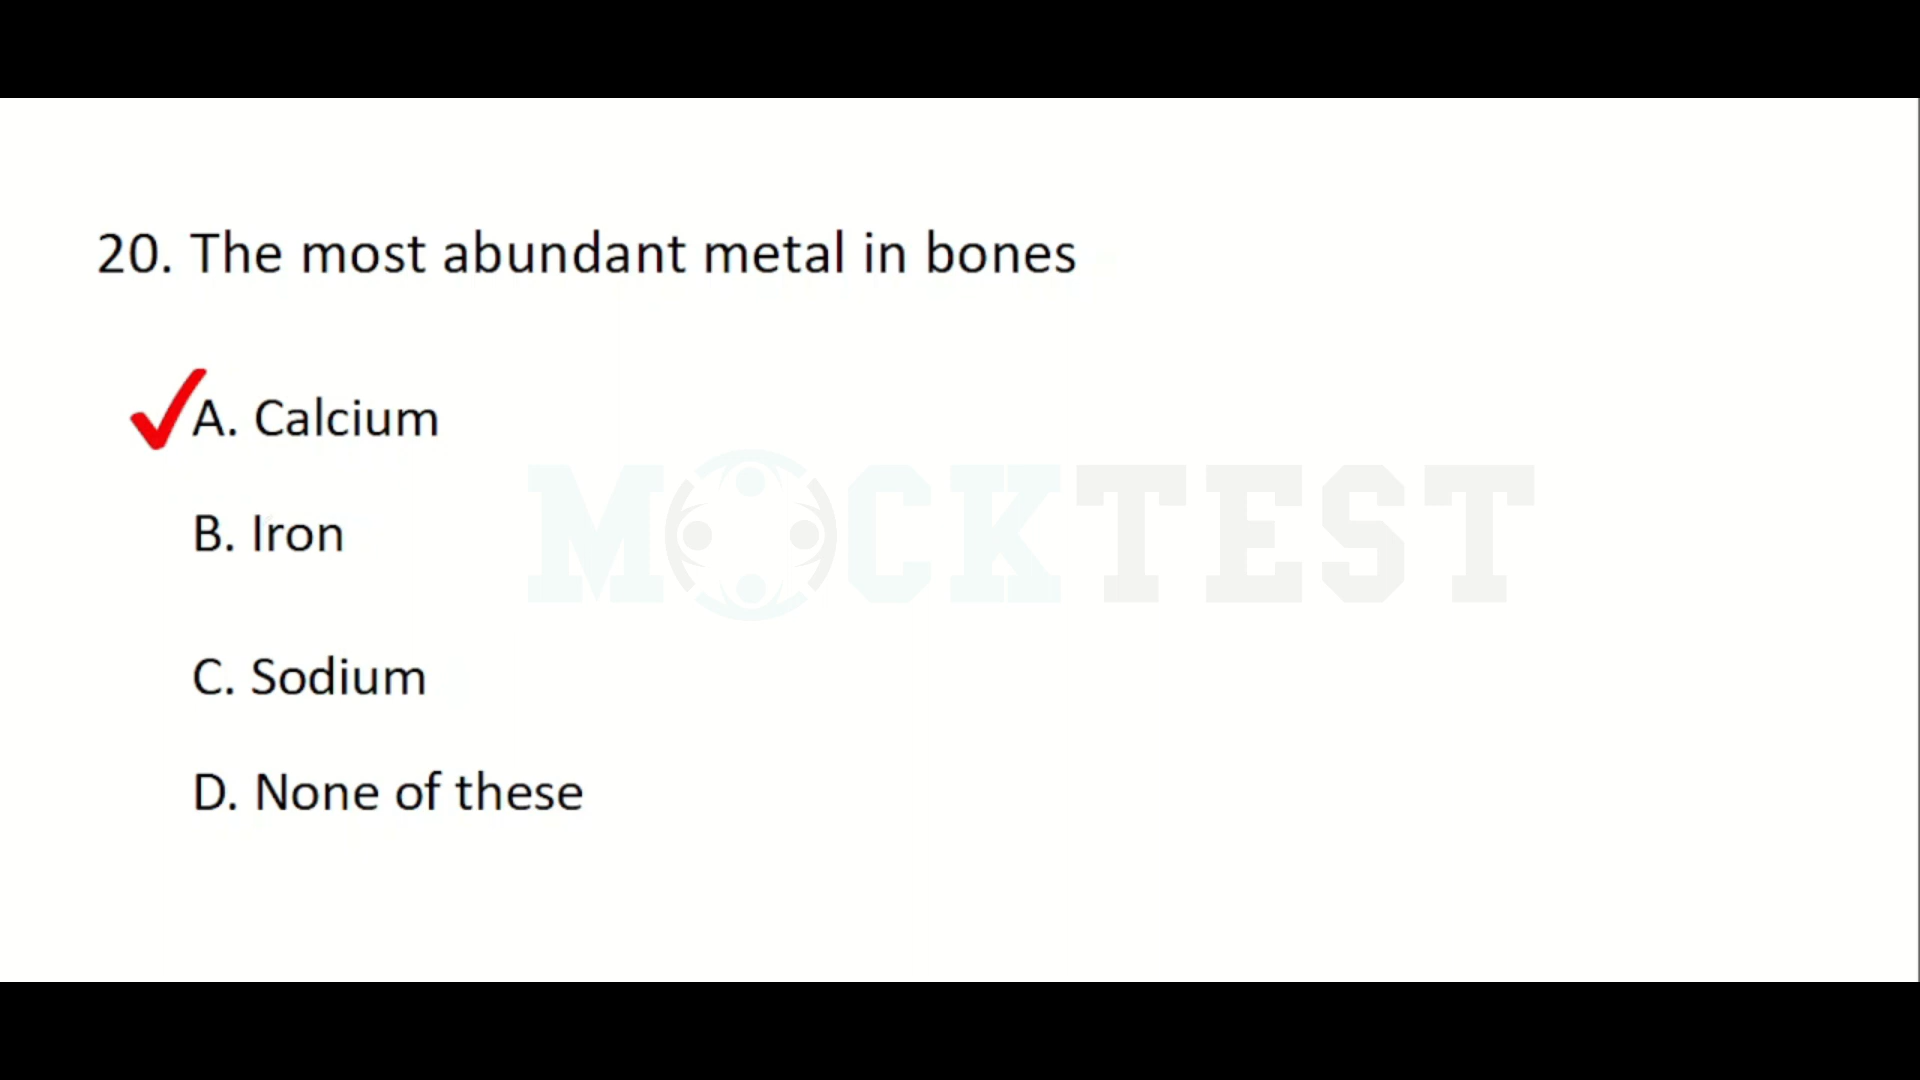 20. The most abundant metal in bones
A. Calcium
B. Iron
MOCKTEST
C. Sodium
D. None of these